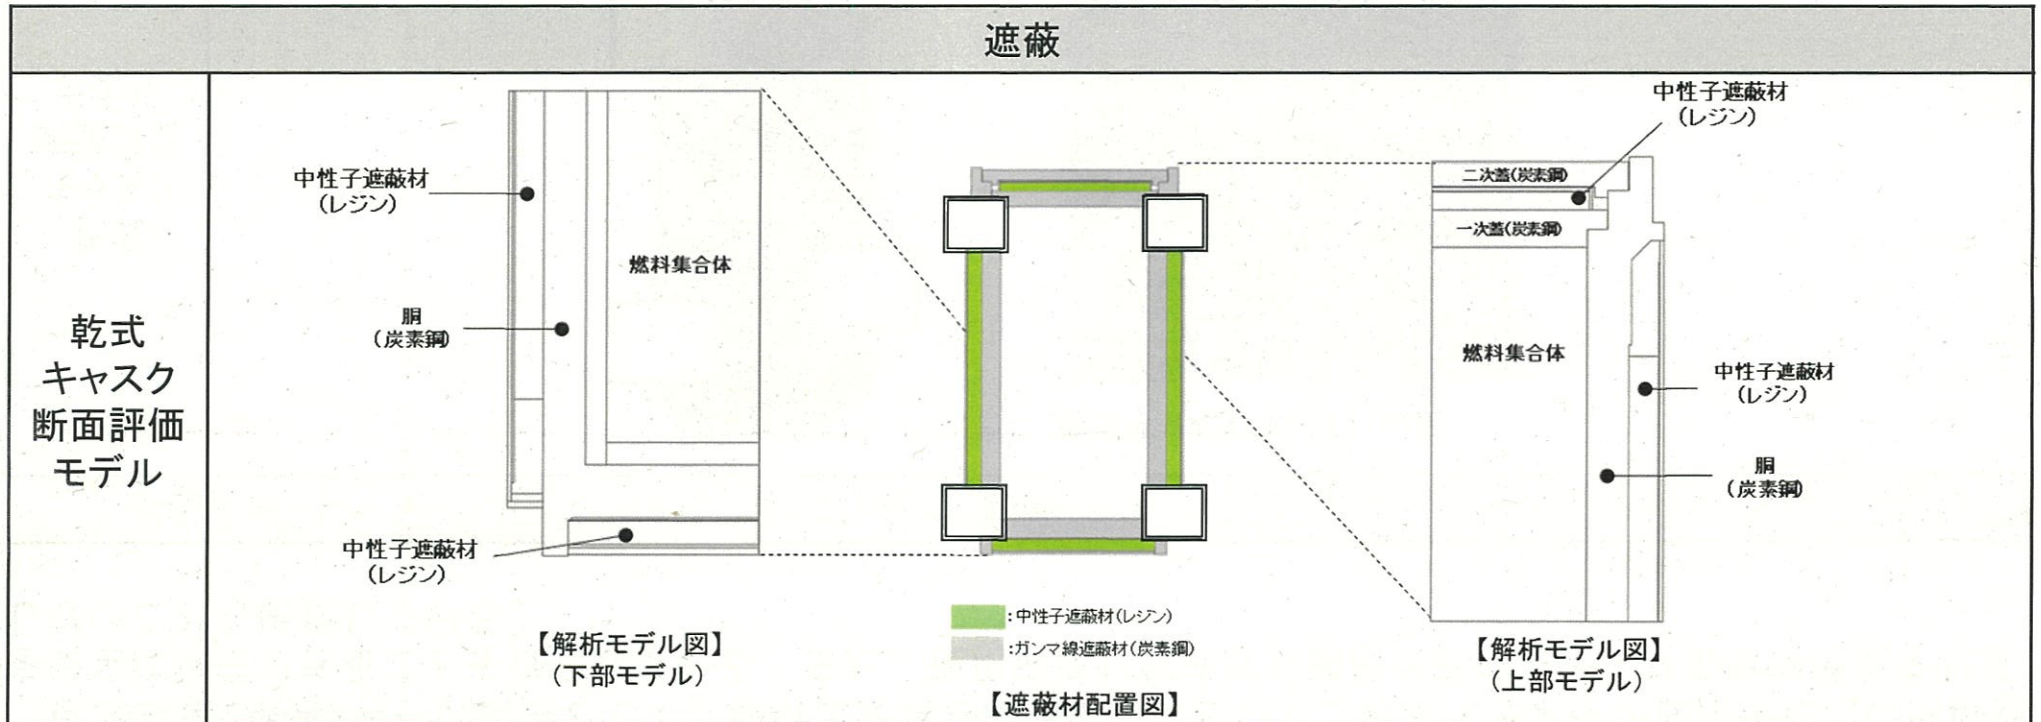 遮蔽
乾式
キャスク
断面評価
モデル
中性子遮蔽材
(レジン)
胴
(炭素鋼)
燃料集合体
中性子遮蔽材
(レジン)
【解析モデル図】
(下部モデル)
:中性子遮蔽材(レジン)
:ガンマ線遮蔽材(炭素鋼)
【遮蔽材配置図】
中性子遮蔽材
(レジン)
二次蓋(炭素鋼)
一次蓋(炭素鋼)
燃料集合体
中性子遮蔽材
(レジン)
胴
(炭素鋼)
【解析モデル図】
(上部モデル)